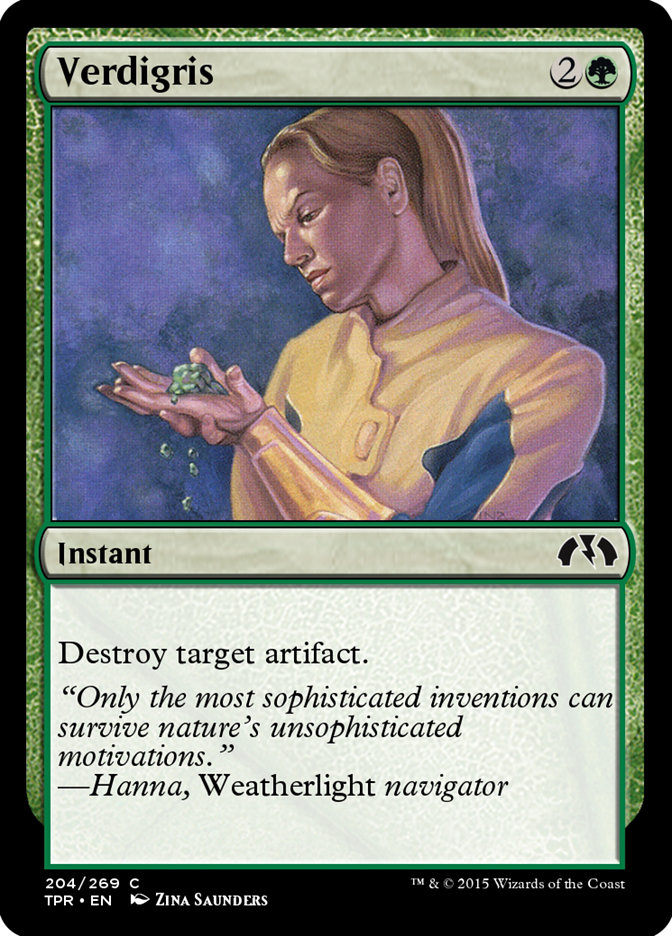 Verdigris 2
Instant
Destroy target artifact.
“Only the most sophisticated inventions can
survive nature’s unsophisticated
motivations.”
—Hanna, Weatherlight navigator
204/269 C
TPR • EN Zina Saunders
™ & © 2015 Wizards of the Coast